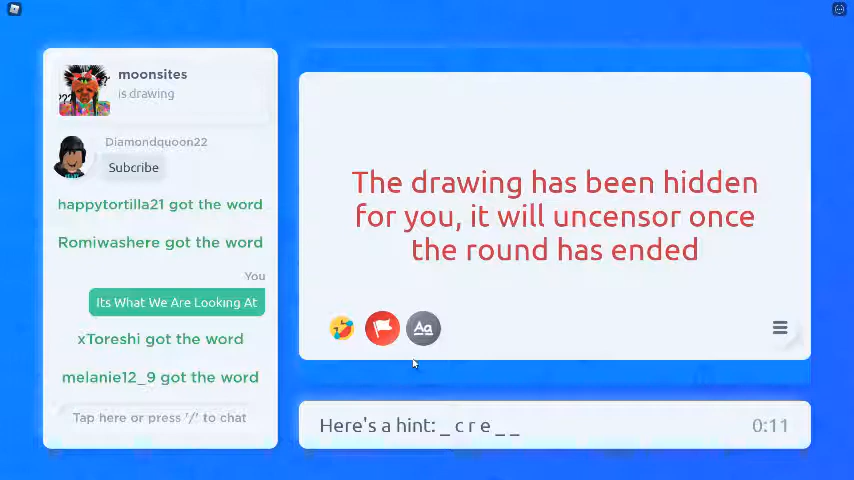 moonsites
is drawing
Diamondquoon22
Subcribe
happytortilla21 got the word
Romiwashere got the word
You
Its What We Are Looking At
xToreshi got the word
melanie12_9 got the word
Tap here or press '/' to chat
The drawing has been hidden
for you, it will uncensor once
the round has ended
Aa
Here's a hint: _ c r e _ _
0:11